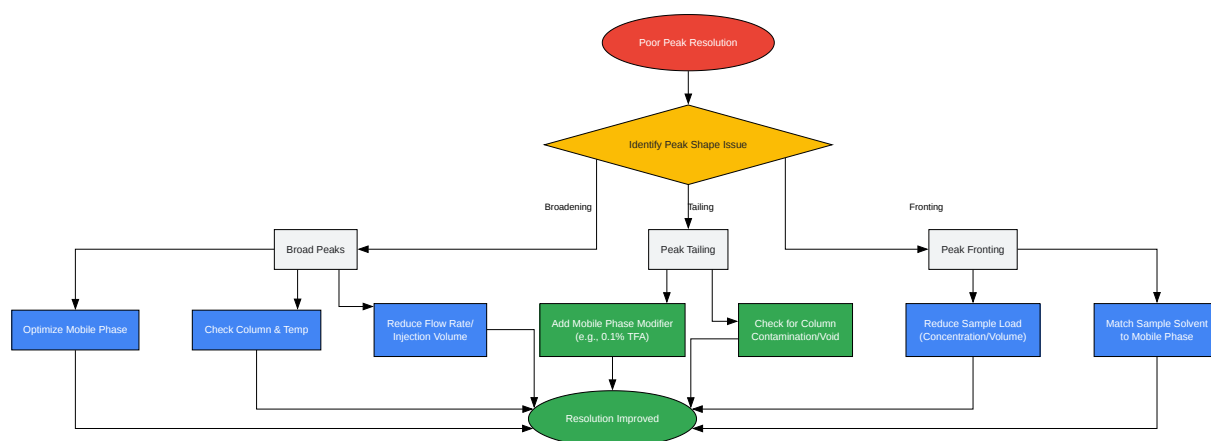 Poor Peak Resolution
Identify Peak Shape Issue
Broadening
Tailing
Fronting
Broad Peaks
Peak Tailing
Peak Fronting
Optimize Mobile Phase
Check Column & Temp
Reduce Flow Rate/
Injection Volume
Add Mobile Phase Modifier
(e.g., 0.1% TFA)
Check for Column
Contamination/Void
Reduce Sample Load
(Concentration/Volume)
Match Sample Solvent
to Mobile Phase
Resolution Improved